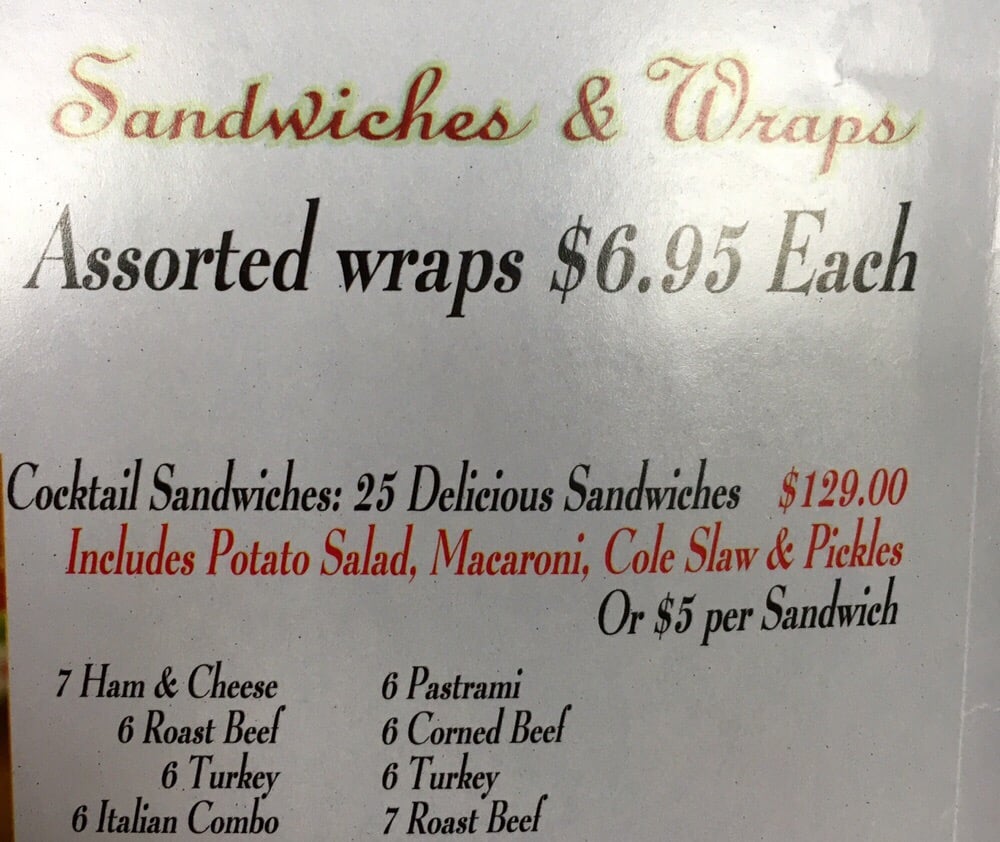 Sandwiches & Wraps
Assorted wraps $6.95 Each
Cocktail Sandwiches: 25 Delicious Sandwiches $129.00
Includes Potato Salad, Macaroni, Cole Slaw & Pickles
Or $5 per Sandwich
7 Ham & Cheese
6 Roast Beef
6 Turkey
6 Italian Combo
6 Pastrami
6 Corned Beef
6 Turkey
7 Roast Beef